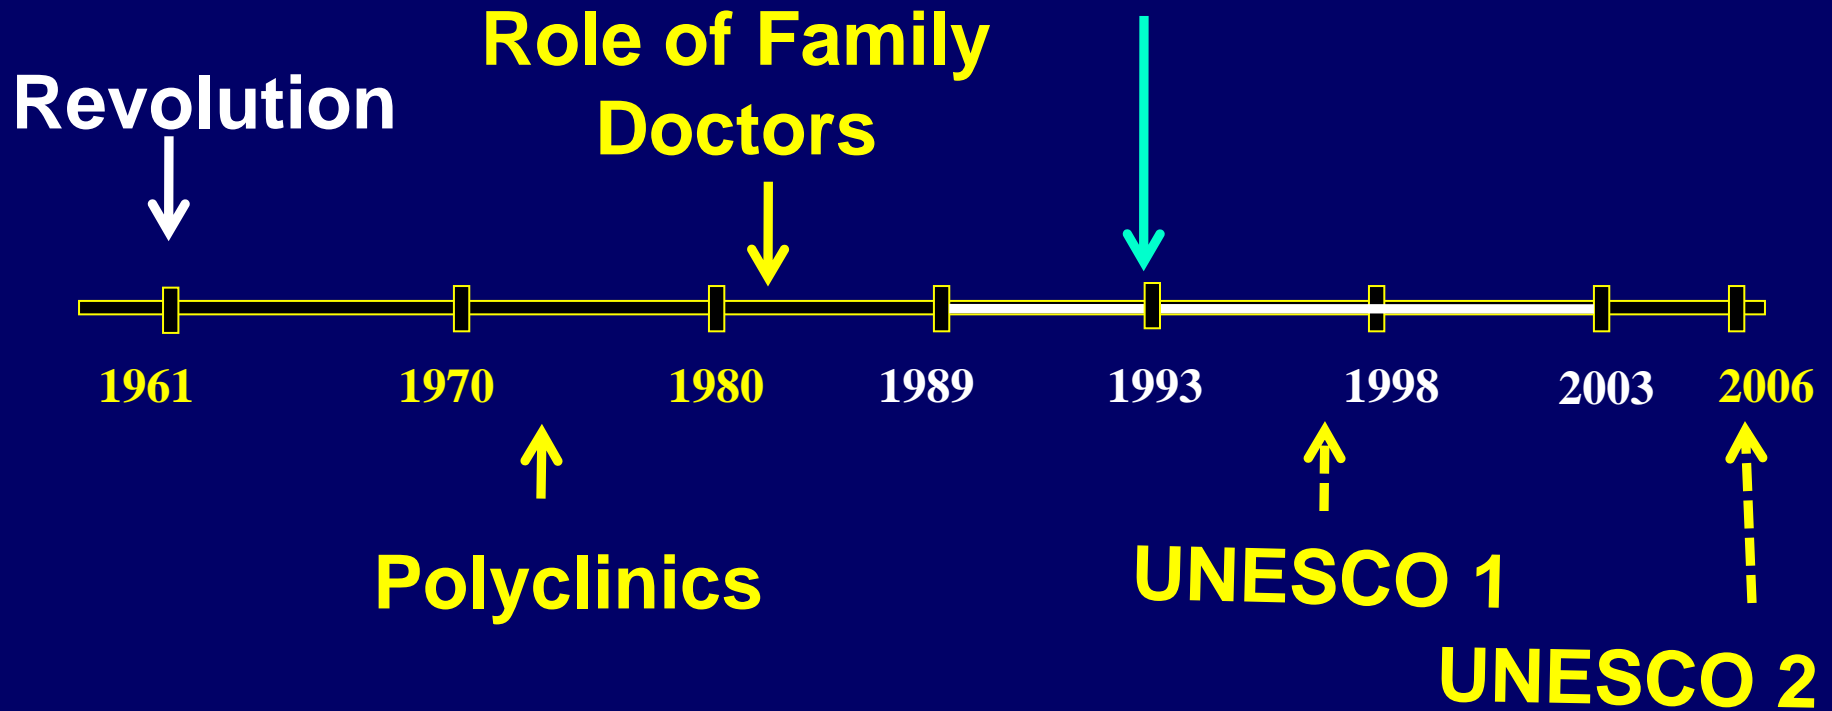 Role of Family
Doctors
Revolution
1961 1970 1980 1989 1993 1998 2003 2006
Polyclinics
UNESCO 1
UNESCO 2